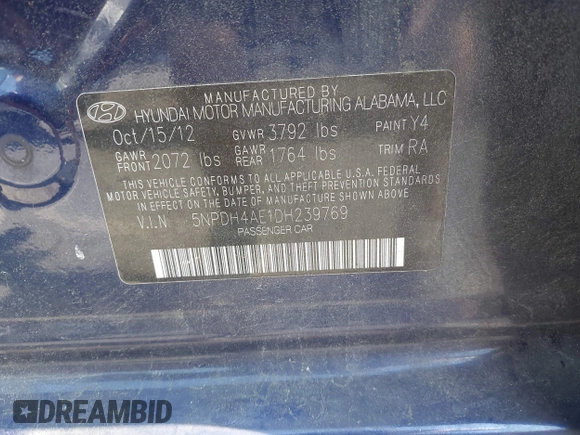 MANUFACTURED BY
HYUNDAI MOTOR MANUFACTURING ALABAMA, LLC
Oct/15/12 GVWR 3792 lbs PAINT Y4
GAWR FRONT 2072 lbs GAWR REAR 1764 lbs TRIM RA
THIS VEHICLE CONFORMS TO ALL APPLICABLE U.S.A. FEDERAL
MOTOR VEHICLE SAFETY, BUMPER, AND THEFT PREVENTION STANDARDS
IN EFFECT ON THE DATE OF MANUFACTURE SHOWN ABOVE.
V.I.N 5NPDH4AE1DH239769
PASSENGER CAR
DREAMBID